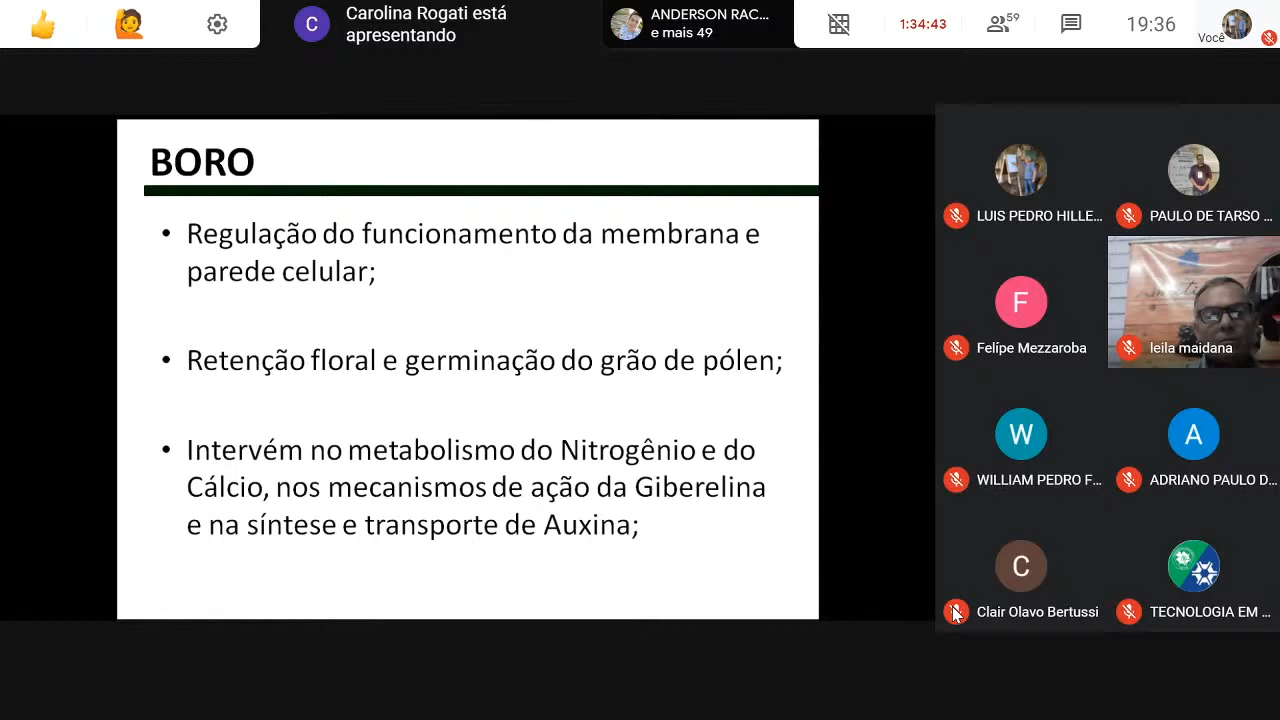 Carolina Rogati está
apresentando
C
ANDERSON RAC...
e mais 49
1:34:43
59
19:36
Você
BORO
• Regulação do funcionamento da membrana e
parede celular;
• Retenção floral e germinação do grão de pólen;
• Intervém no metabolismo do Nitrogênio e do
Cálcio, nos mecanismos de ação da Giberelina
e na síntese e transporte de Auxina;
LUIS PEDRO HILLE...
PAULO DE TARSO ...
F
Felípe Mezzaroba
leila maidana
W
A
WILLIAM PEDRO F...
ADRIANO PAULO D...
C
Clair Olavo Bertussi
TECNOLOGIA EM ...